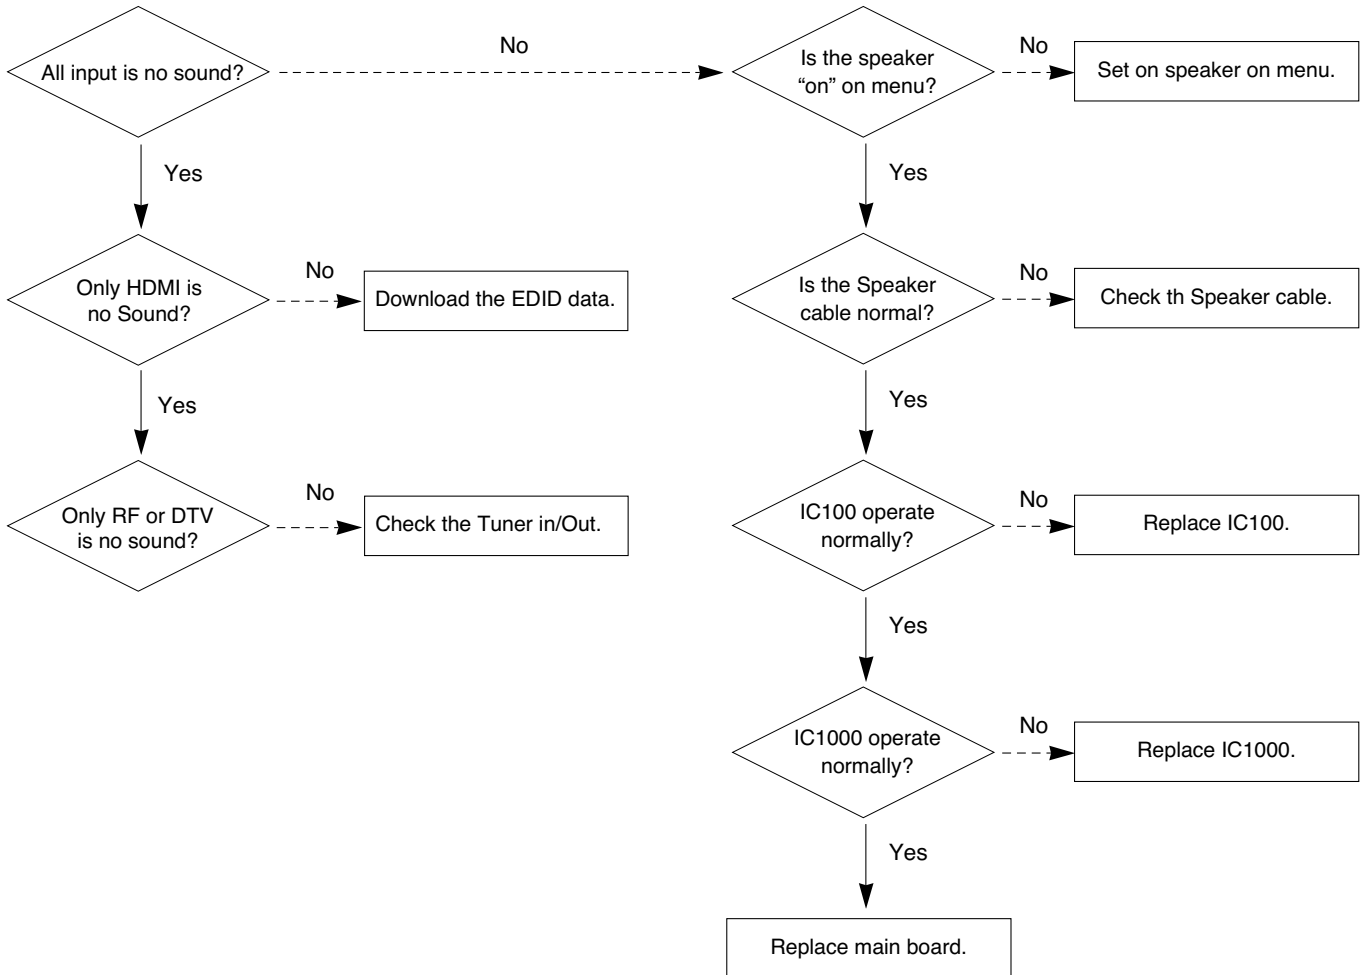 All input is no sound?
No
Is the speaker
“on” on menu?
No
Set on speaker on menu.
Yes
Yes
Only HDMI is
no Sound?
No
Download the EDID data.
Is the Speaker
cable normal?
No
Check th Speaker cable.
Yes
Yes
Only RF or DTV
is no sound?
No
Check the Tuner in/Out.
IC100 operate
normally?
No
Replace IC100.
Yes
IC1000 operate
normally?
No
Replace IC1000.
Yes
Replace main board.